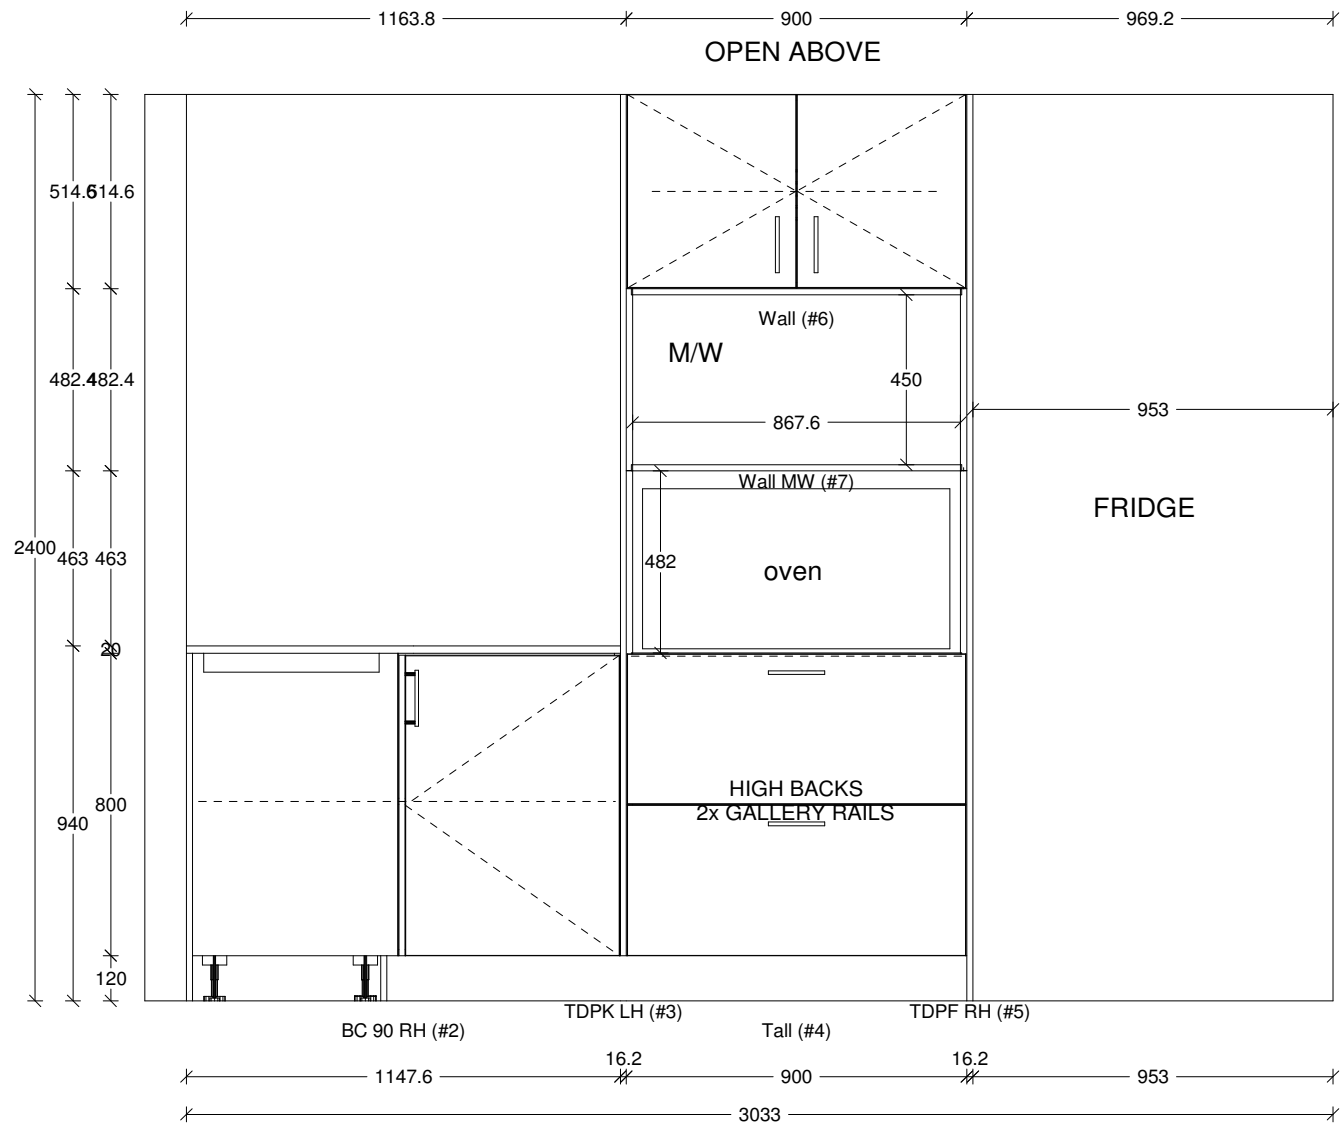 1163.8 900 969.2
OPEN ABOVE
514.6 514.6
Wall (#6)
M/W
482.4 482.4 450
953
867.6
Wall MW (#7)
FRIDGE
2400
463 463 482
oven
20
HIGH BACKS
800
2x GALLERY RAILS
940
120
TDPK LH (#3) TDPF RH (#5)
BC 90 RH (#2) Tall (#4)
16.2 16.2
1147.6 900 953
3033